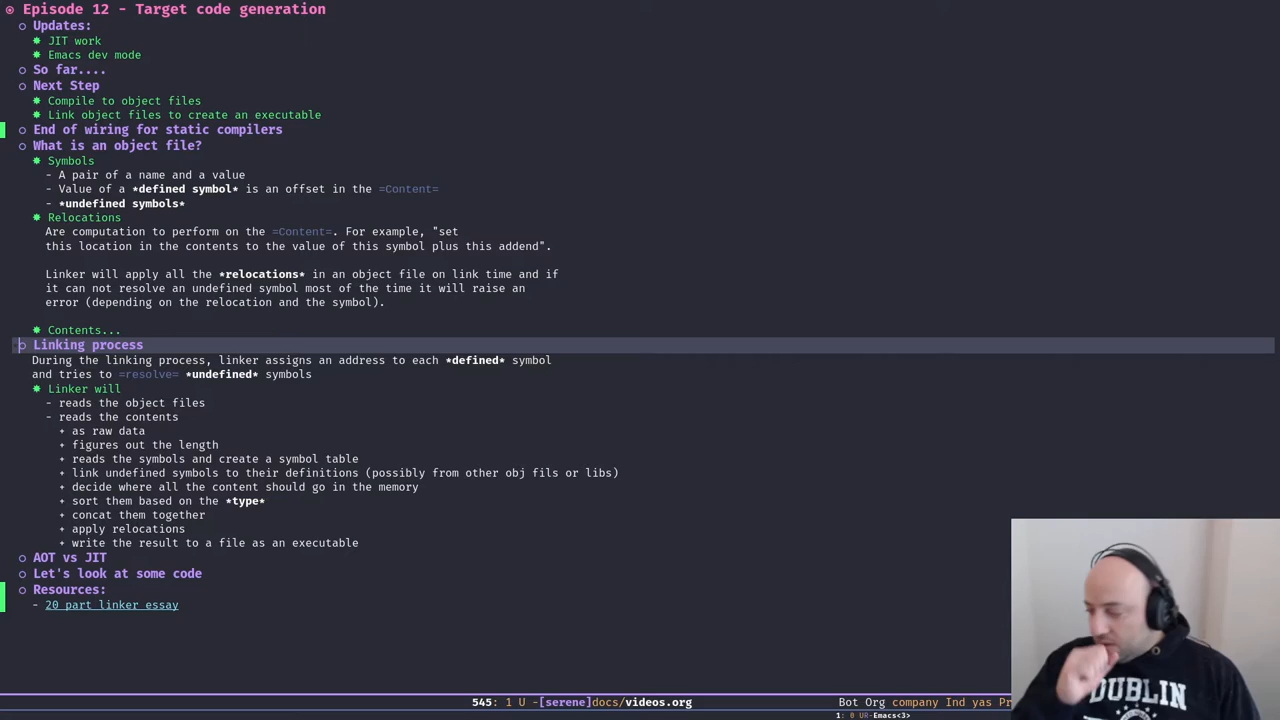 Episode 12 - Target code generation
Updates:
JIT work
Emacs dev mode
So far....
Next Step
Compile to object files
Link object files to create an executable
End of wiring for static compilers
What is an object file?
Symbols
- A pair of a name and a value
- Value of a *defined symbol* is an offset in the =Content=
- *undefined symbols*
Relocations
Are computation to perform on the =Content=. For example, "set
this location in the contents to the value of this symbol plus this addend".
Linker will apply all the *relocations* in an object file on link time and if
it can not resolve an undefined symbol most of the time it will raise an
error (depending on the relocation and the symbol).
Contents...
Linking process
During the linking process, linker assigns an address to each *defined* symbol
and tries to =resolve= *undefined* symbols
Linker will
- reads the object files
- reads the contents
+ as raw data
+ figures out the length
+ reads the symbols and create a symbol table
+ link undefined symbols to their definitions (possibly from other obj fils or libs)
+ decide where all the content should go in the memory
+ sort them based on the *type*
+ concat them together
+ apply relocations
+ write the result to a file as an executable
AOT vs JIT
Let's look at some code
Resources:
- 20 part linker essay
545: 1 U -[serene]docs/videos.org Bot Org company Ind yas Pr
1: 0 UR-Emacs<3>
DUBLIN